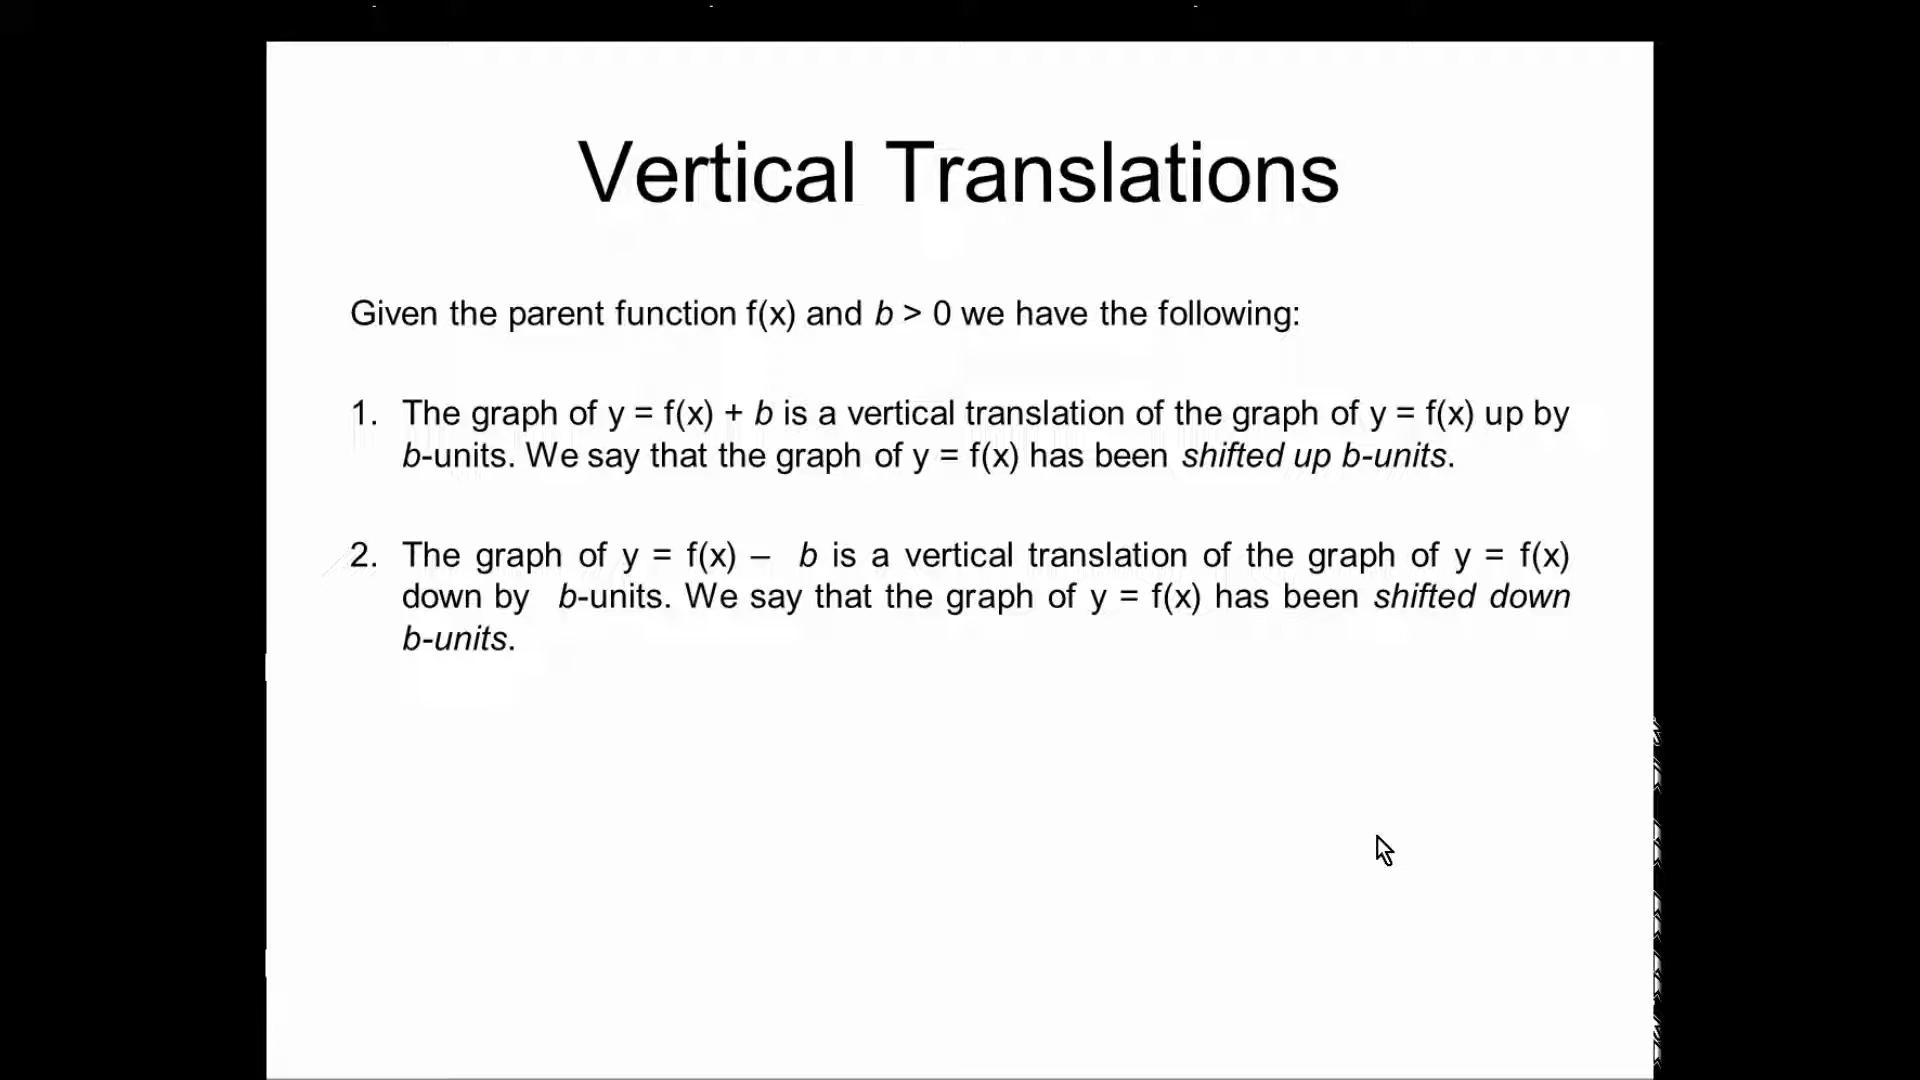 Vertical Translations
Given the parent function f(x) and b > 0 we have the following:
1. The graph of y = f(x) + b is a vertical translation of the graph of y = f(x) up by
b-units. We say that the graph of y = f(x) has been shifted up b-units.
2. The graph of y = f(x) – b is a vertical translation of the graph of y = f(x)
down by b-units. We say that the graph of y = f(x) has been shifted down
b-units.